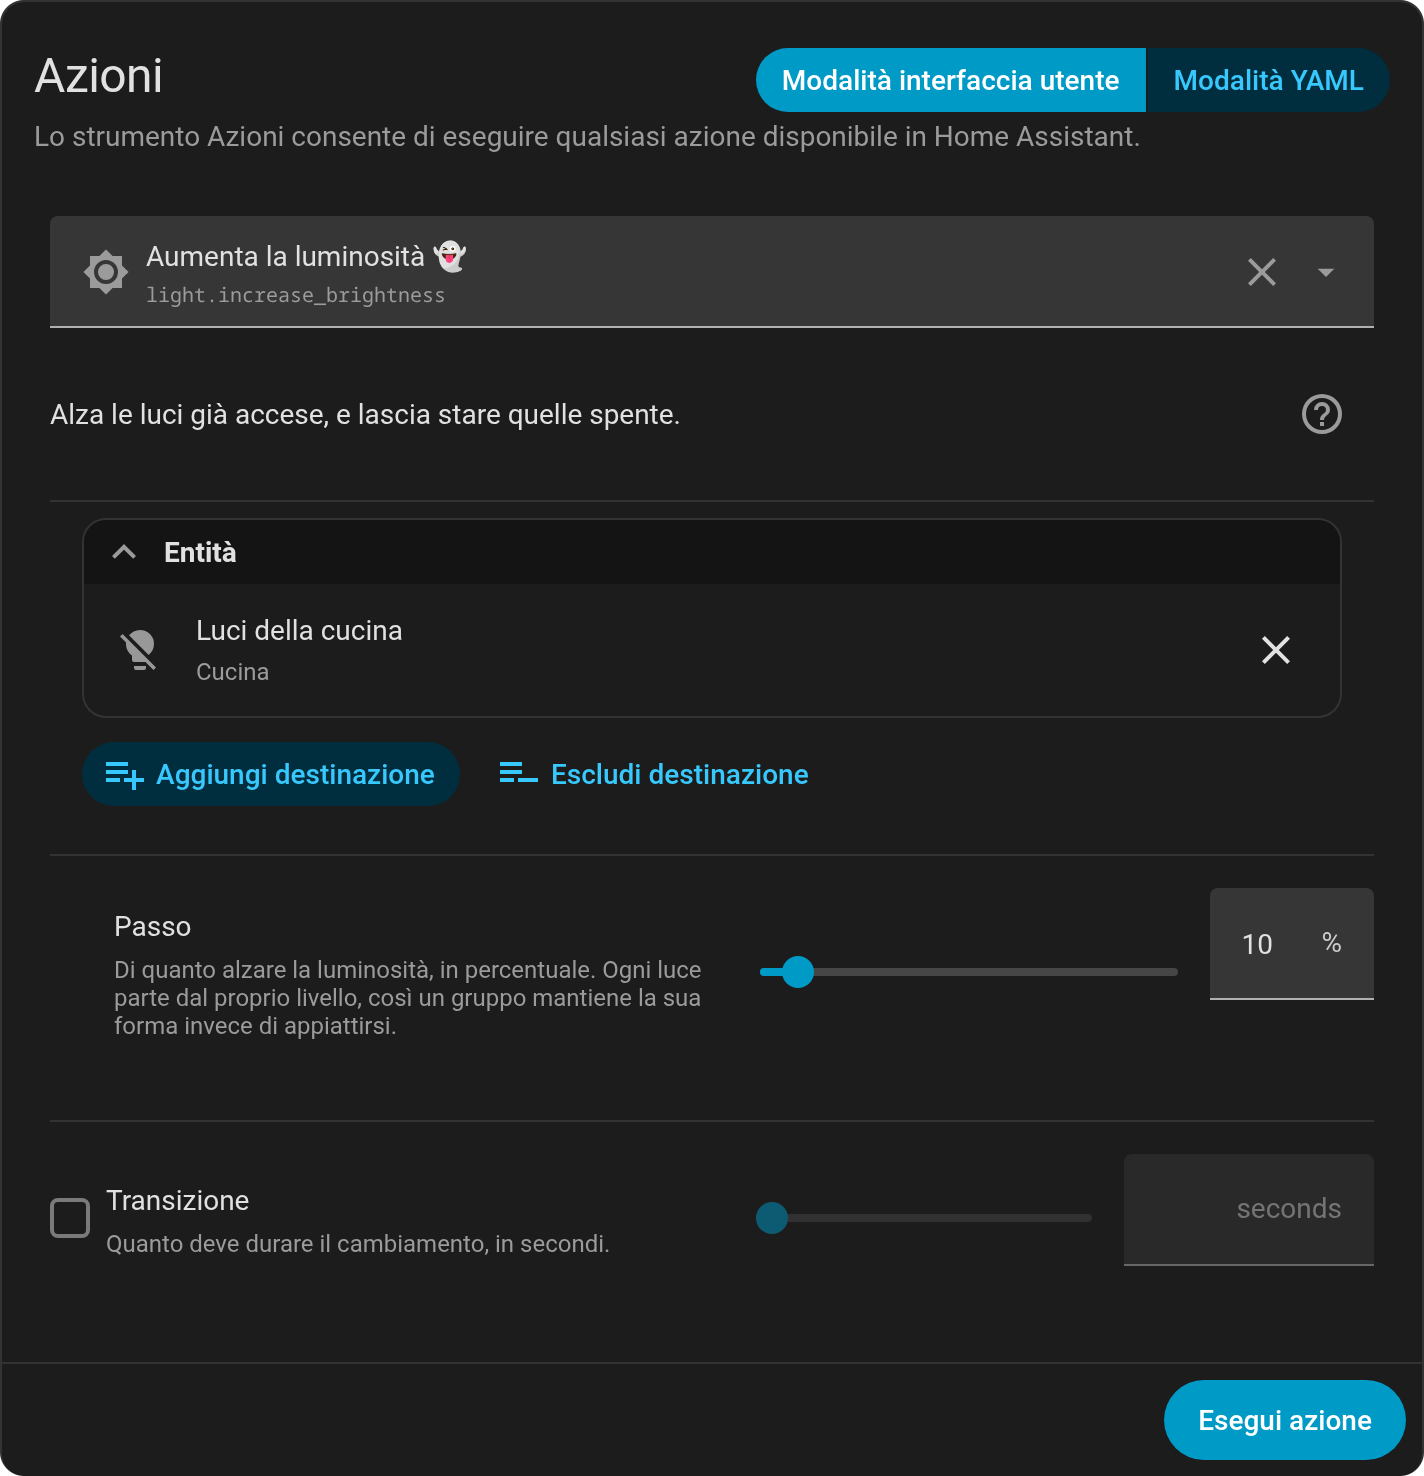 Azioni
Modalità interfaccia utente
Modalità YAML
Lo strumento Azioni consente di eseguire qualsiasi azione disponibile in Home Assistant.
Aumenta la luminosità 👻
light.increase_brightness
Alza le luci già accese, e lascia stare quelle spente.
Entità
Luci della cucina
Cucina
Aggiungi destinazione
Escludi destinazione
Passo
Di quanto alzare la luminosità, in percentuale. Ogni luce
parte dal proprio livello, così un gruppo mantiene la sua
forma invece di appiattirsi.
10 %
Transizione
Quanto deve durare il cambiamento, in secondi.
seconds
Esegui azione